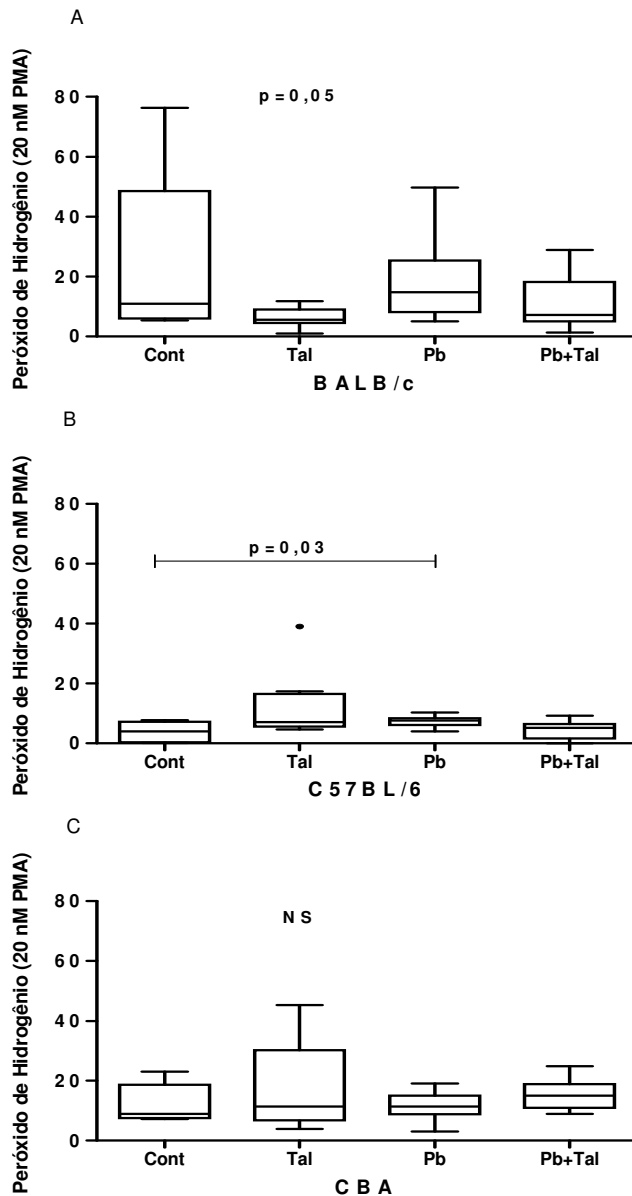 A
Peróxido de Hidrogênio (20 nM PMA)
80
60
40
20
0
p = 0,05
Cont Tal Pb Pb+Tal
BALB/c
B
Peróxido de Hidrogênio (20 nM PMA)
80
60
40
20
0
p = 0,03
Cont Tal Pb Pb+Tal
C57BL/6
C
Peróxido de Hidrogênio (20 nM PMA)
80
60
40
20
0
NS
Cont Tal Pb Pb+Tal
CBA